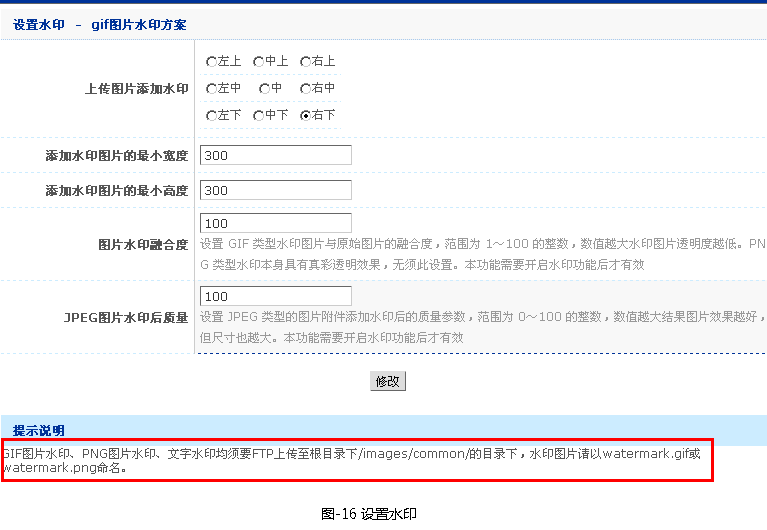 设置水印 - gif图片水印方案
左上 中上 右上
上传图片添加水印 左中 中 右中
左下 中下 右下
添加水印图片的最小宽度 300
添加水印图片的最小高度 300
100
图片水印融合度 设置 GIF 类型水印图片与原始图片的融合度，范围为 1～100 的整数，数值越大水印图片透明度越低。PN
G 类型水印本身具有真彩透明效果，无须此设置。本功能需要开启水印功能后才有效
100
JPEG图片水印后质量 设置 JPEG 类型的图片附件添加水印后的质量参数，范围为 0～100 的整数，数值越大结果图片效果越好，
但尺寸也越大。本功能需要开启水印功能后才有效
修改
提示说明
GIF图片水印、PNG图片水印、文字水印均须要FTP上传至根目录下/images/common/的目录下，水印图片请以watermark.gif或
watermark.png命名。
图-16 设置水印